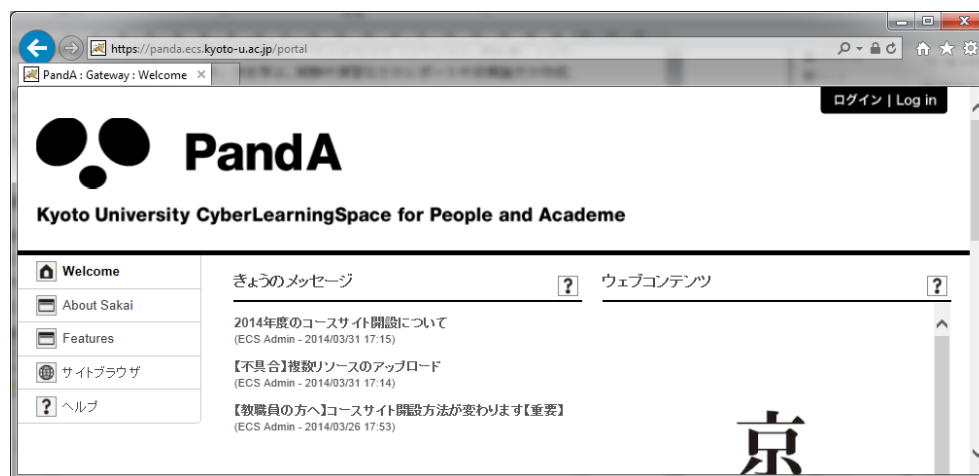 https://panda.ecs.kyoto-u.ac.jp/portal
PandA : Gateway : Welcome
ログイン | Log in
PandA
Kyoto University CyberLearningSpace for People and Academe
Welcome
About Sakai
Features
サイトブラウザ
? ヘルプ
きょうのメッセージ ?
2014年度のコースサイト開設について
(ECS Admin - 2014/03/31 17:15)
【不具合】複数リソースのアップロード
(ECS Admin - 2014/03/31 17:14)
【教職員の方へ】コースサイト開設方法が変わります【重要】
(ECS Admin - 2014/03/26 17:53)
ウェブコンテンツ ?
京